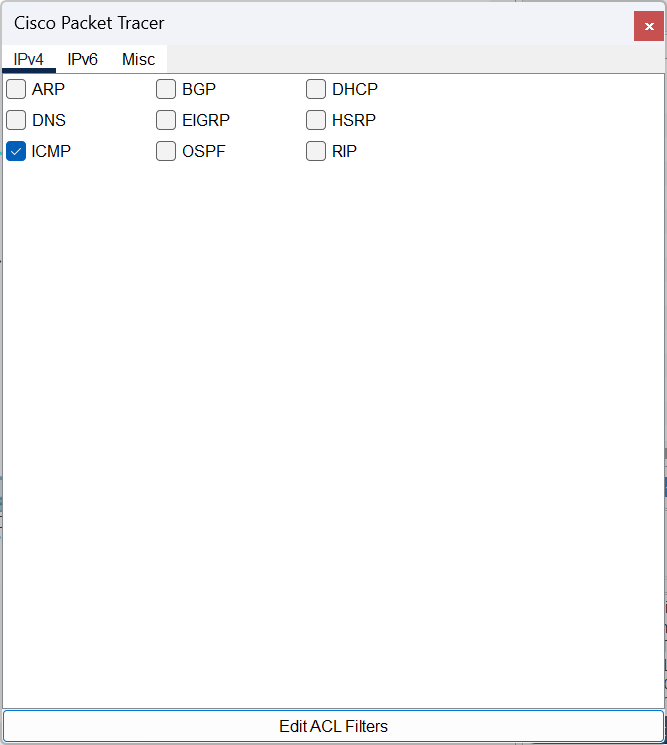 Cisco Packet Tracer
IPv4 IPv6 Misc
ARP BGP DHCP
DNS EIGRP HSRP
ICMP OSPF RIP
Edit ACL Filters